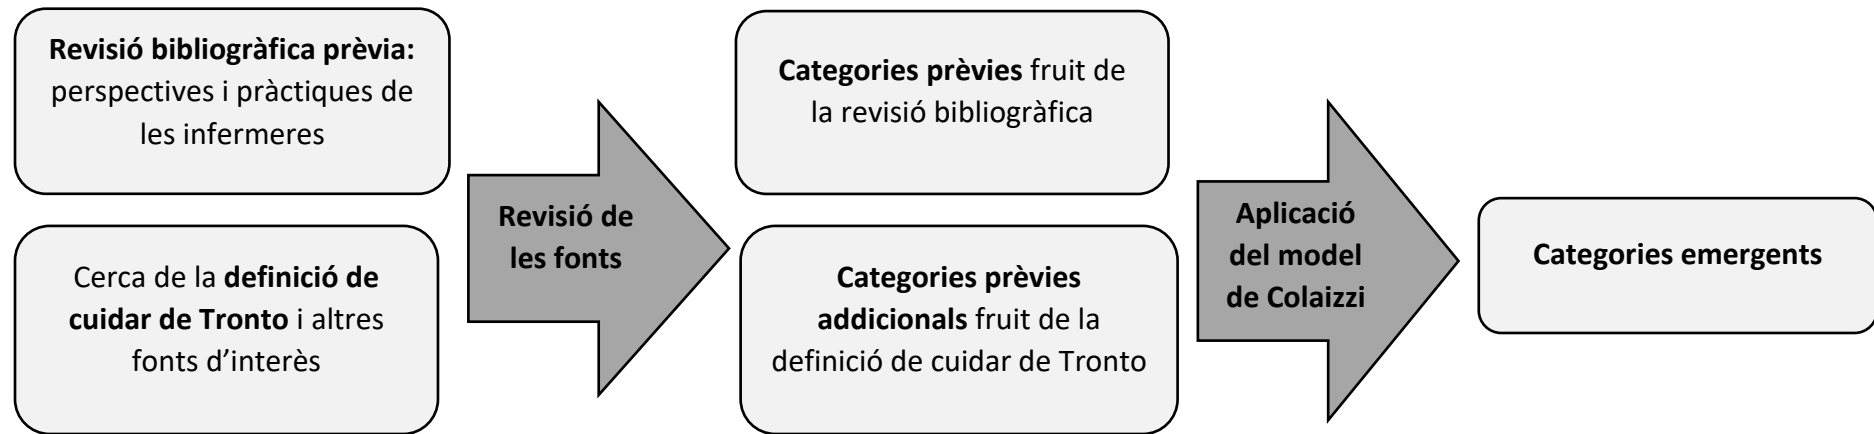 Revisió bibliogràfica prèvia:
perspectives i pràctiques de
les infermeres
Cerca de la definició de
cuidar de Tronto i altres
fonts d’interès
Revisió de
les fonts
Categories prèvies fruit de
la revisió bibliogràfica
Categories prèvies
addicionals fruit de la
definició de cuidar de Tronto
Aplicació
del model
de Colaizzi
Categories emergents